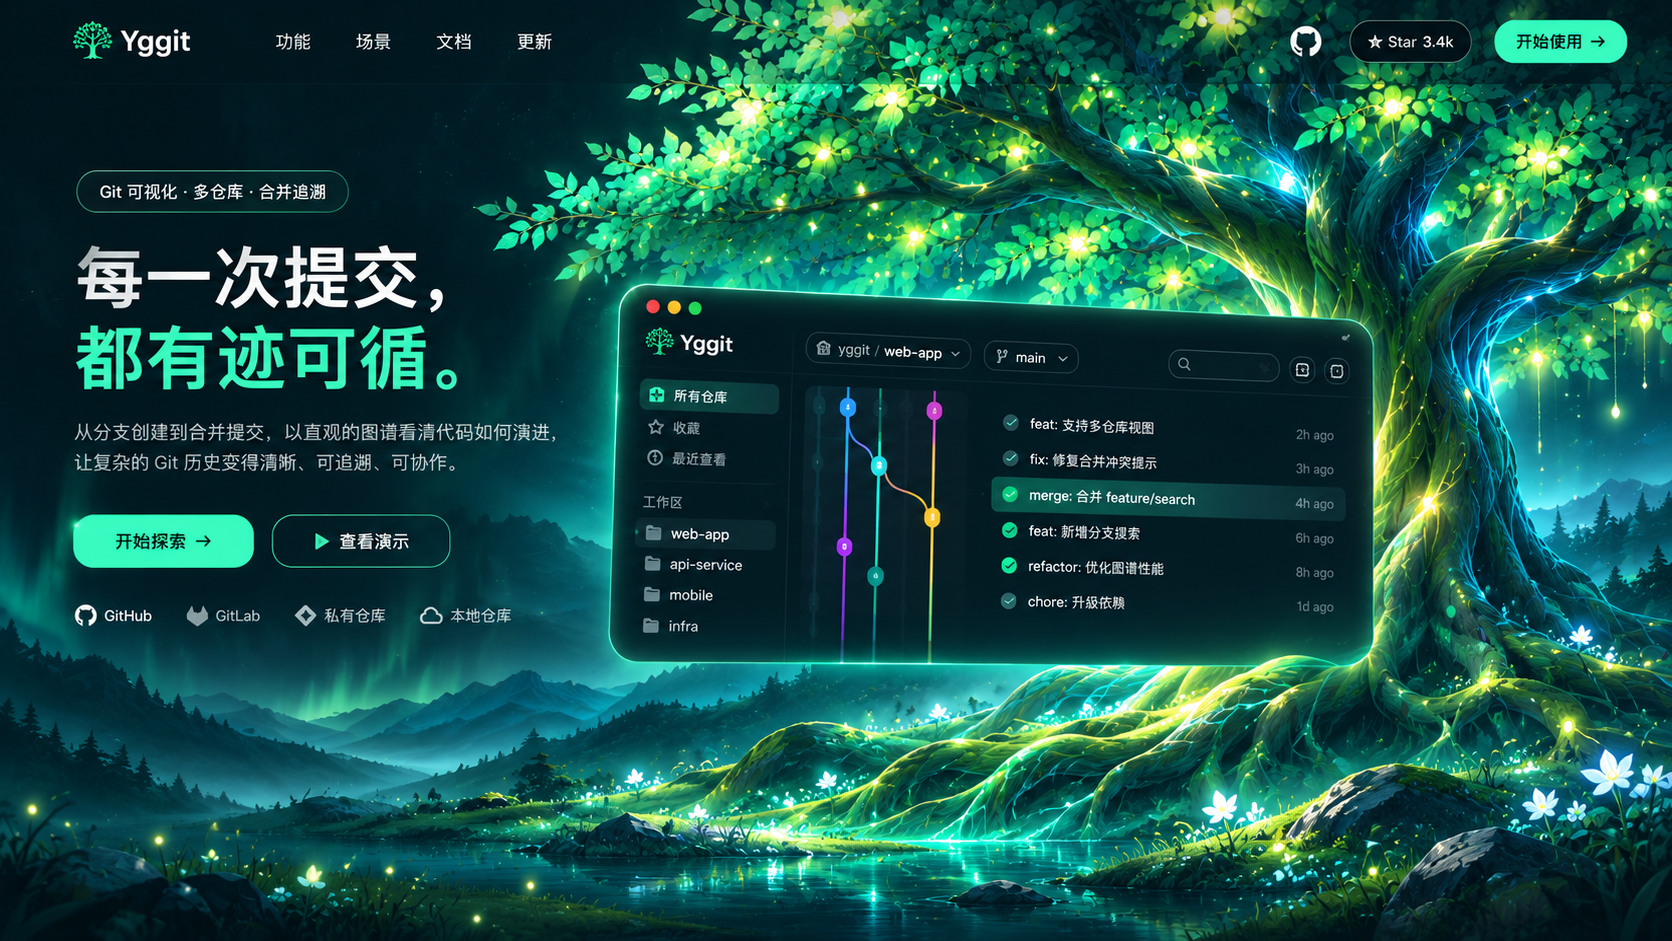 Yggit 功能 场景 文档 更新 Star 3.4k 开始使用 →
Git 可视化 · 多仓库 · 合并追溯
每一次提交，
都有迹可循。
从分支创建到合并提交，以直观的图谱看清代码如何演进，
让复杂的 Git 历史变得清晰、可追溯、可协作。
开始探索 → 查看演示
GitHub GitLab 私有仓库 本地仓库
Yggit
yggit / web-app main
所有仓库
收藏
最近查看
工作区
web-app
api-service
mobile
infra
feat: 支持多仓库视图 2h ago
fix: 修复合并冲突提示 3h ago
merge: 合并 feature/search 4h ago
feat: 新增分支搜索 6h ago
refactor: 优化图谱性能 8h ago
chore: 升级依赖 1d ago